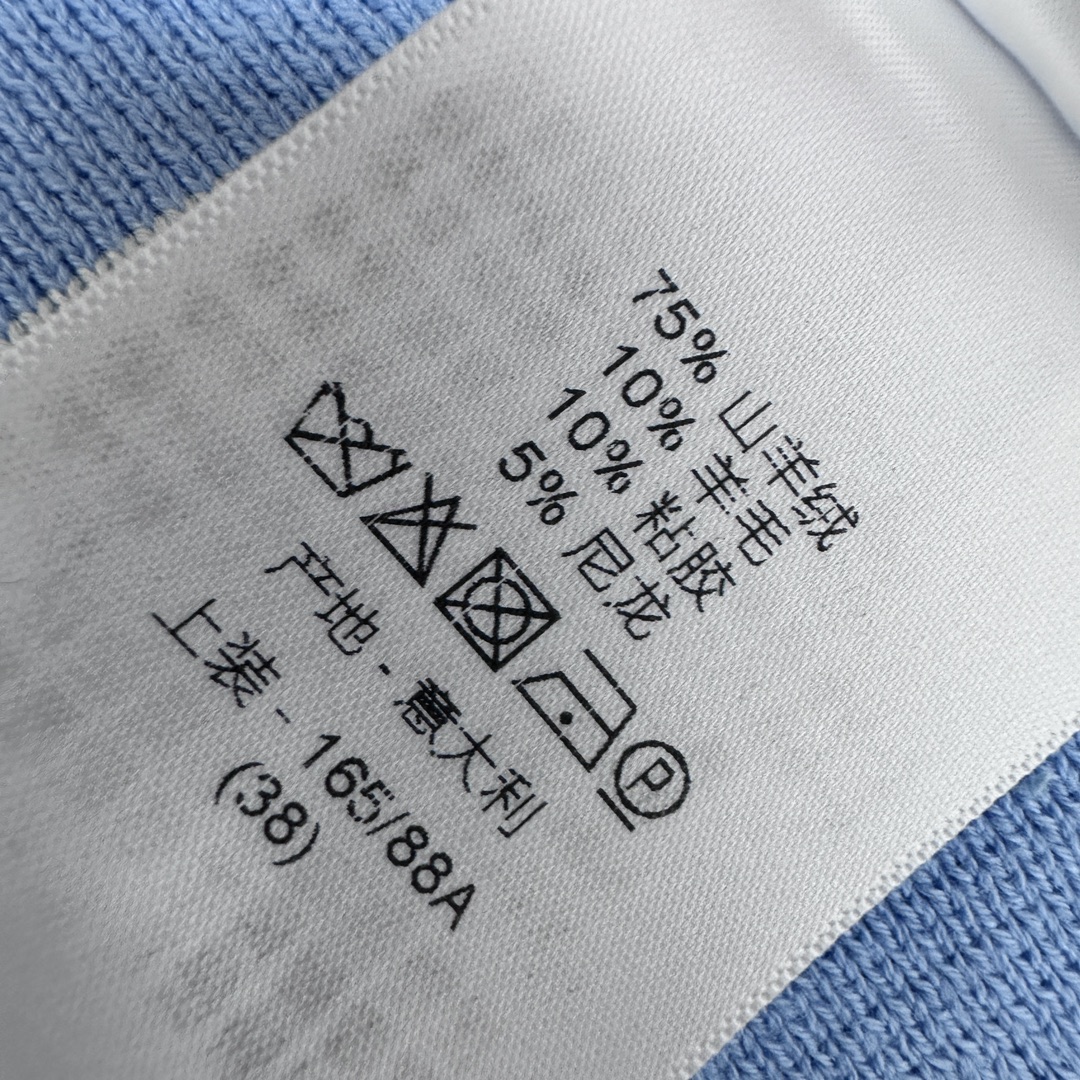 75% 山羊绒
10% 羊毛
10% 粘胶
5% 尼龙
P
产地 - 意大利
上装 - 165/88A
(38)